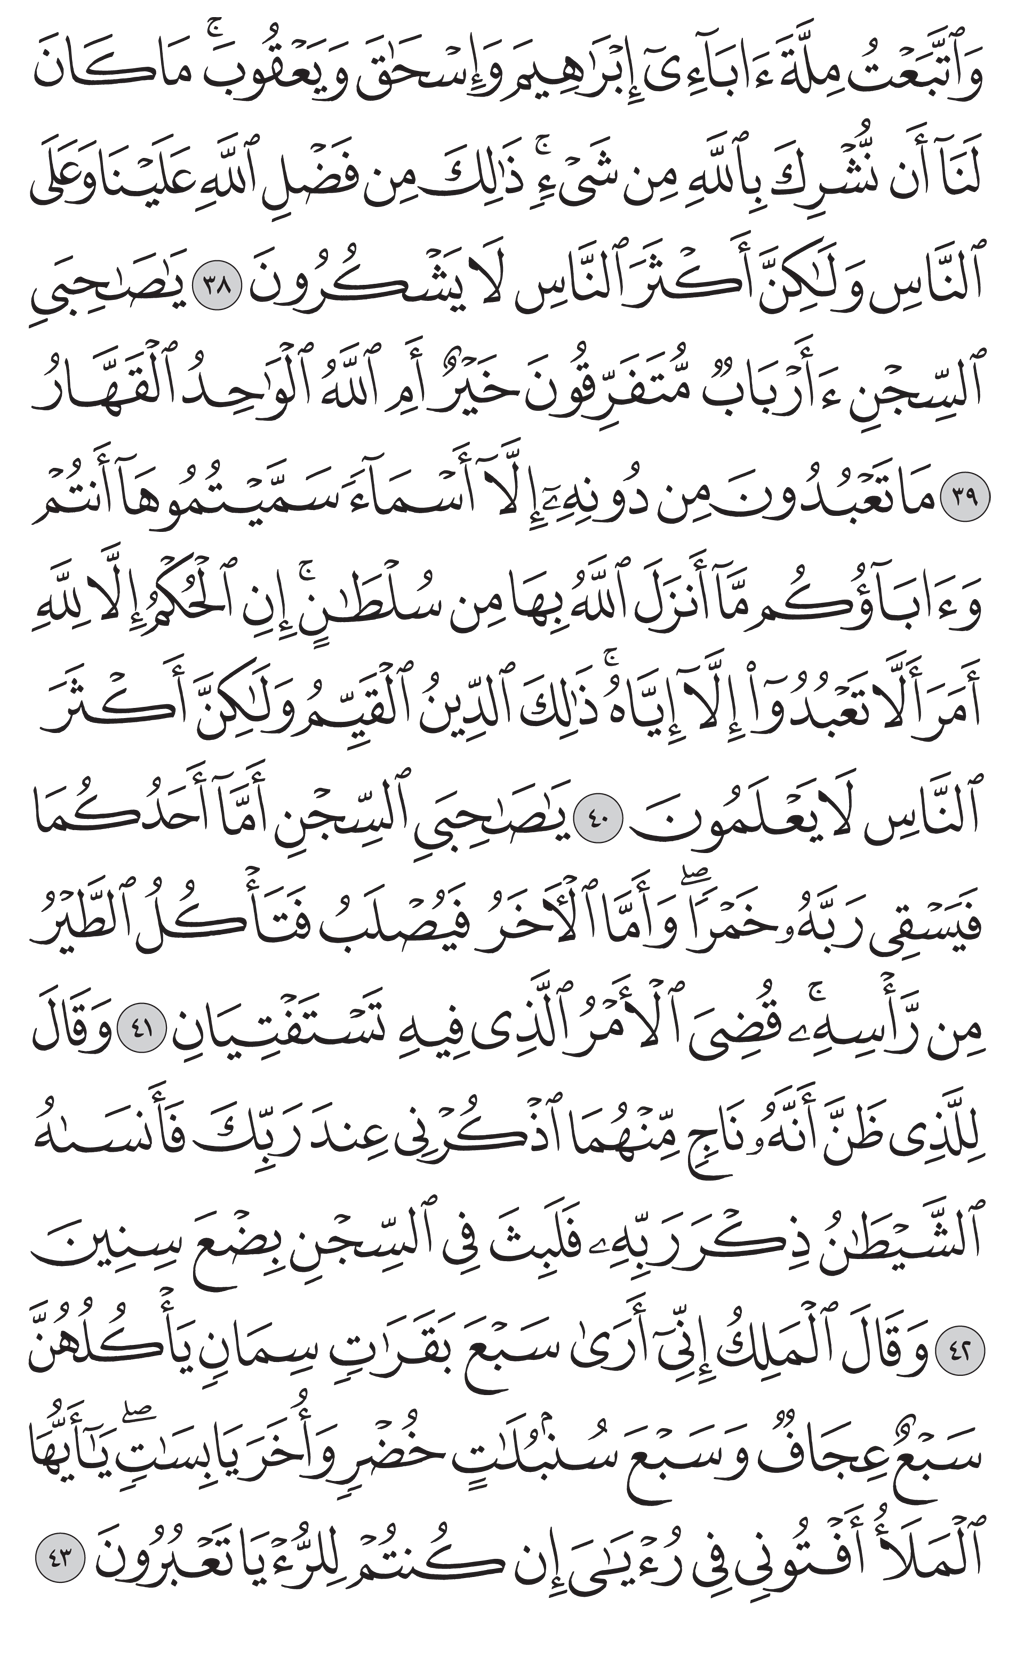 وَٱتَّبَعْتُ مِلَّةَ ءَابَآءِىٓ إِبْرَٰهِيمَ وَإِسْحَٰقَ وَيَعْقُوبَ ۚ مَا كَانَ
لَنَآ أَن نُّشْرِكَ بِٱللَّهِ مِن شَىْءٍ ۚ ذَٰلِكَ مِن فَضْلِ ٱللَّهِ عَلَيْنَا وَعَلَى
ٱلنَّاسِ وَلَٰكِنَّ أَكْثَرَ ٱلنَّاسِ لَا يَشْكُرُونَ ٣٨ يَٰصَٰحِبَىِ
ٱلسِّجْنِ ءَأَرْبَابٌ مُّتَفَرِّقُونَ خَيْرٌ أَمِ ٱللَّهُ ٱلْوَٰحِدُ ٱلْقَهَّارُ
٣٩ مَا تَعْبُدُونَ مِن دُونِهِۦٓ إِلَّآ أَسْمَآءً سَمَّيْتُمُوهَآ أَنتُمْ
وَءَابَآؤُكُم مَّآ أَنزَلَ ٱللَّهُ بِهَا مِن سُلْطَٰنٍ ۚ إِنِ ٱلْحُكْمُ إِلَّا لِلَّهِ
أَمَرَ أَلَّا تَعْبُدُوٓا۟ إِلَّآ إِيَّاهُ ۚ ذَٰلِكَ ٱلدِّينُ ٱلْقَيِّمُ وَلَٰكِنَّ أَكْثَرَ
ٱلنَّاسِ لَا يَعْلَمُونَ ٤٠ يَٰصَٰحِبَىِ ٱلسِّجْنِ أَمَّآ أَحَدُكُمَا
فَيَسْقِى رَبَّهُۥ خَمْرًا ۖ وَأَمَّا ٱلْءَاخَرُ فَيُصْلَبُ فَتَأْكُلُ ٱلطَّيْرُ
مِن رَّأْسِهِۦ ۚ قُضِىَ ٱلْأَمْرُ ٱلَّذِى فِيهِ تَسْتَفْتِيَانِ ٤١ وَقَالَ
لِلَّذِى ظَنَّ أَنَّهُۥ نَاجٍ مِّنْهُمَا ٱذْكُرْنِى عِندَ رَبِّكَ فَأَنسَىٰهُ
ٱلشَّيْطَٰنُ ذِكْرَ رَبِّهِۦ فَلَبِثَ فِى ٱلسِّجْنِ بِضْعَ سِنِينَ
٤٢ وَقَالَ ٱلْمَلِكُ إِنِّىٓ أَرَىٰ سَبْعَ بَقَرَٰتٍ سِمَانٍ يَأْكُلُهُنَّ
سَبْعٌ عِجَافٌ وَسَبْعَ سُنۢبُلَٰتٍ خُضْرٍ وَأُخَرَ يَابِسَٰتٍ ۖ يَٰٓأَيُّهَا
ٱلْمَلَأُ أَفْتُونِى فِى رُءْيَٰىَ إِن كُنتُمْ لِلرُّءْيَا تَعْبُرُونَ ٤٣